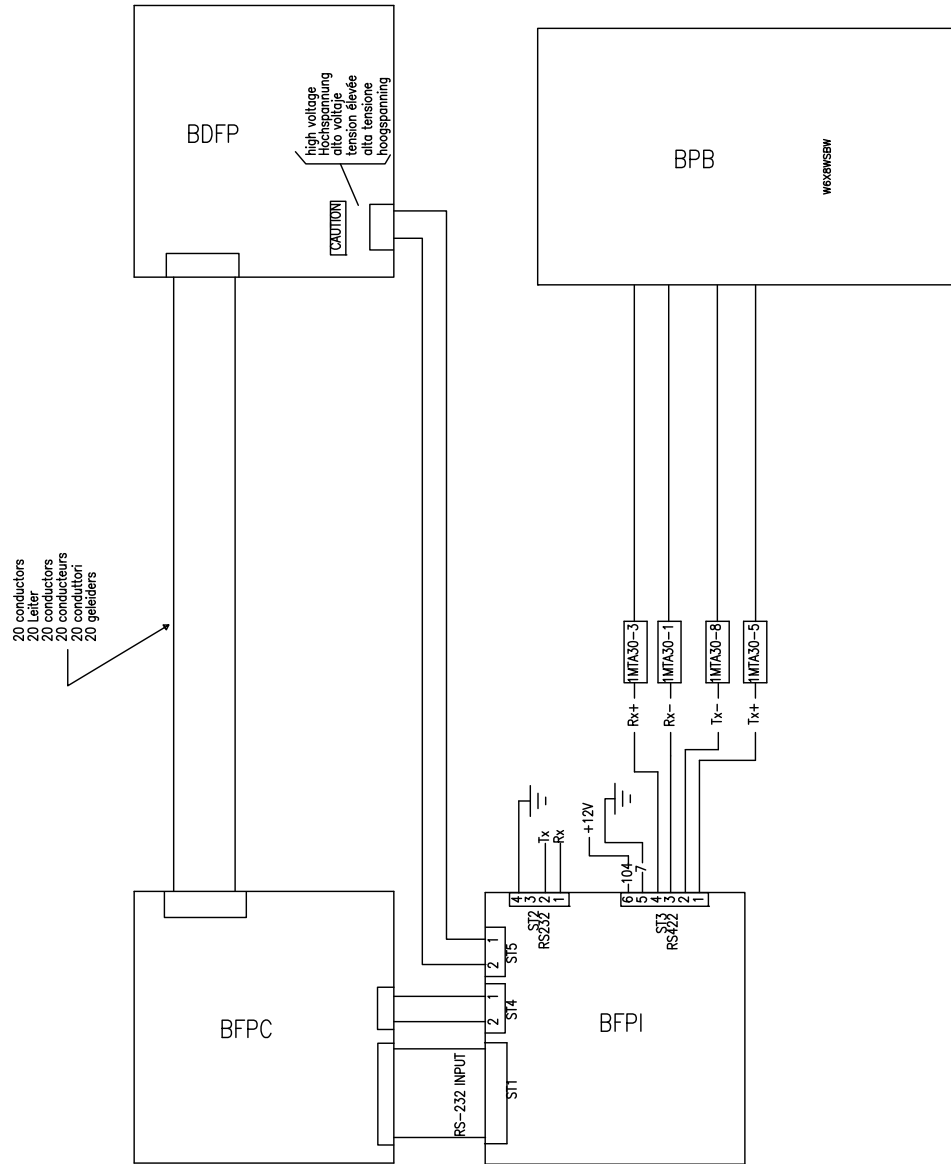 20 conductors
20 Leiter
20 conductors
20 conducteurs
20 conduttori
20 geleiders
BDFP
high voltage
Hochspannung
alto voltaje
tension élevée
alta tensione
hoogspanning
CAUTION
BPB
W6X8WSBW
Rx+
1MTA30-3
Rx-
1MTA30-1
Tx-
1MTA30-8
Tx+
1MTA30-5
BFPC
RS-232 INPUT
ST1
2
1
ST4
2
1
ST5
BFPI
4
3
2
1
ST2
RS232
Tx
Rx
+12V
104
7
6
5
4
3
2
1
ST3
RS422